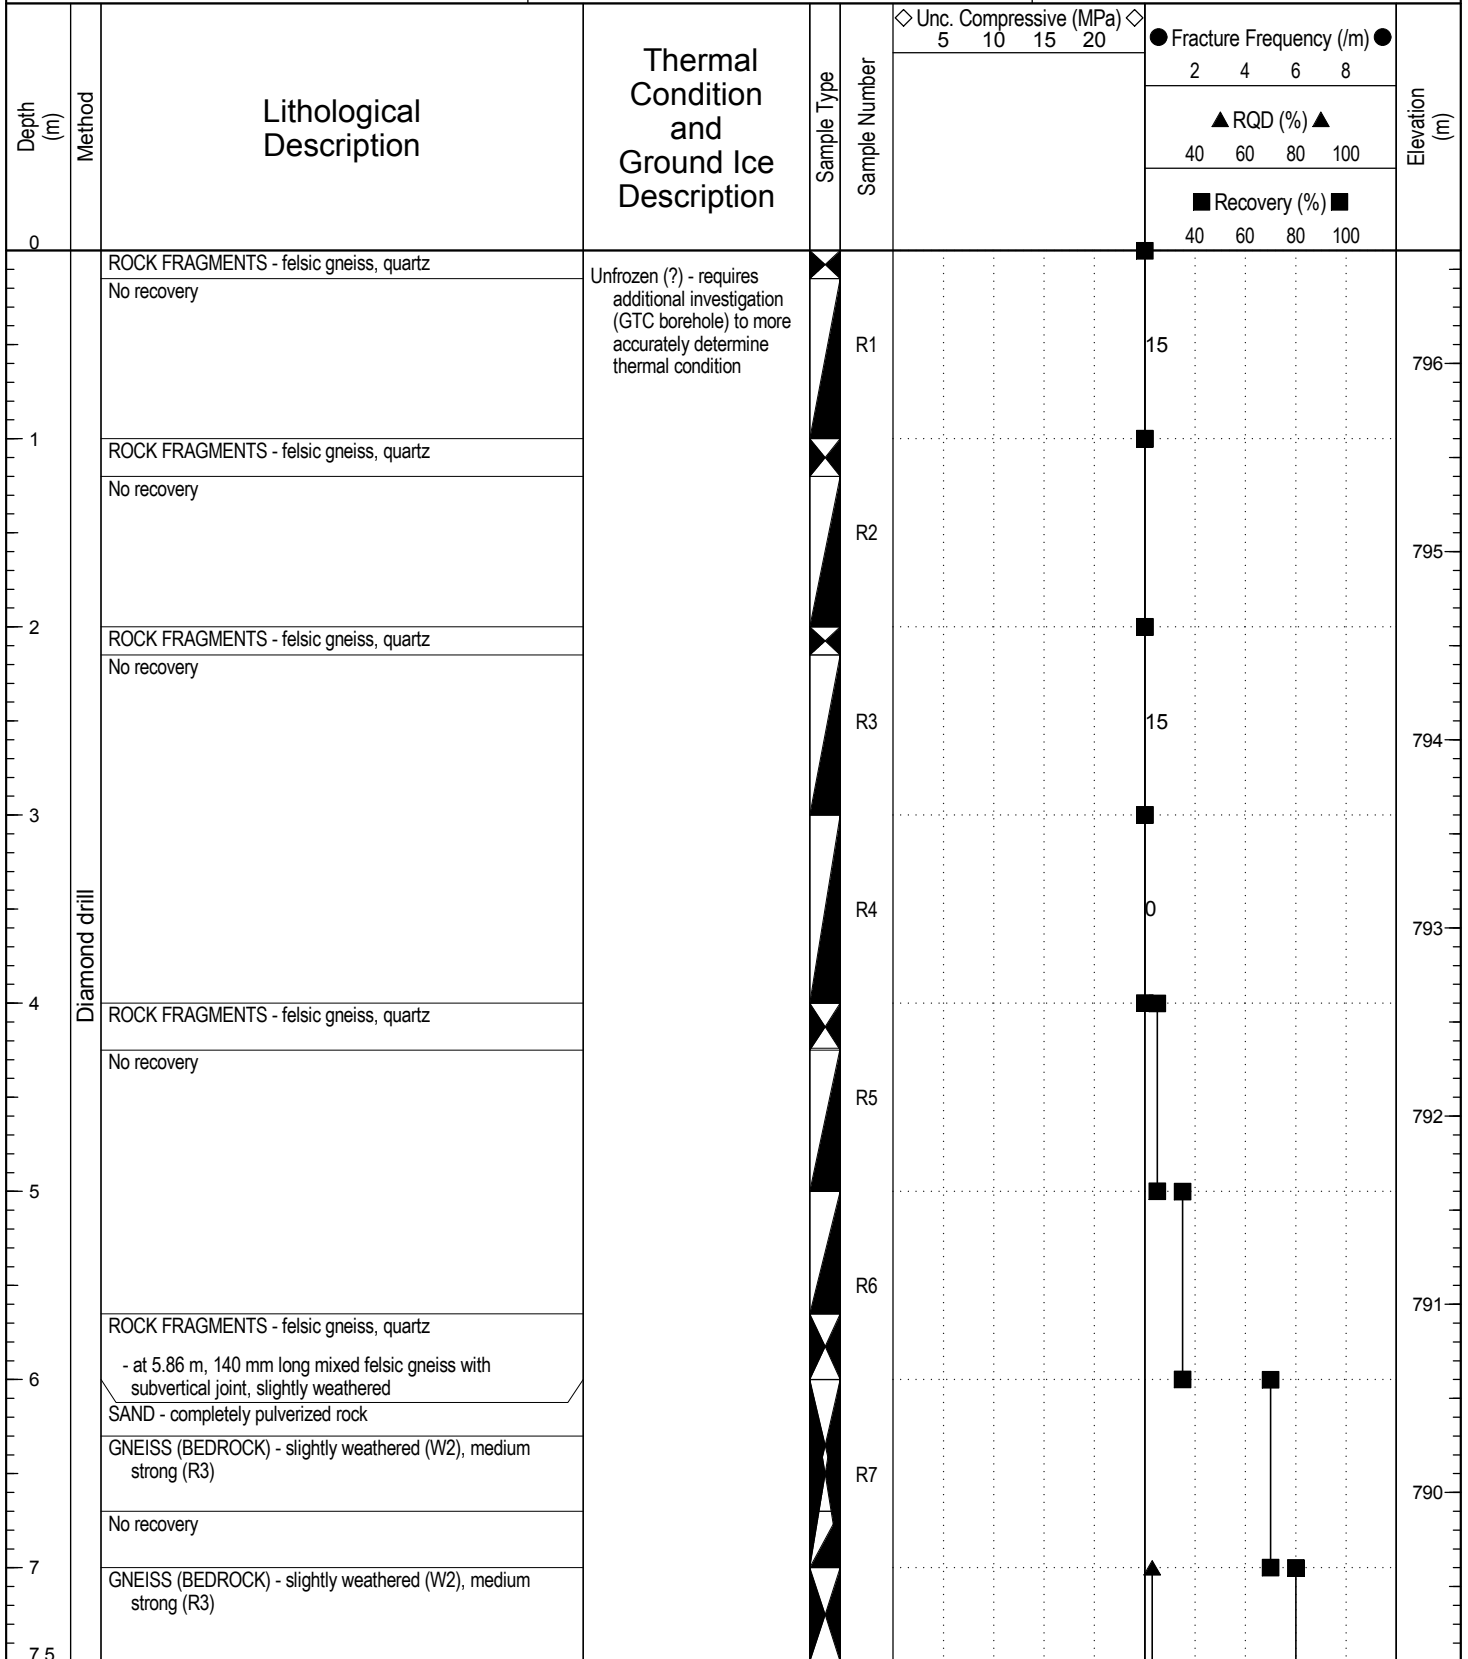 Depth
(m)
Method
Lithological
Description
Thermal
Condition
and
Ground Ice
Description
Sample Type
Sample Number
Unc. Compressive (MPa)
5 10 15 20
Fracture Frequency (/m)
2 4 6 8
RQD (%)
40 60 80 100
Recovery (%)
40 60 80 100
Elevation
(m)
0
ROCK FRAGMENTS - felsic gneiss, quartz
No recovery
Unfrozen (?) - requires
additional investigation
(GTC borehole) to more
accurately determine
thermal condition
R1
15
796
1
ROCK FRAGMENTS - felsic gneiss, quartz
No recovery
R2
795
2
ROCK FRAGMENTS - felsic gneiss, quartz
No recovery
R3
15
794
3
Diamond drill
R4
0
793
4
ROCK FRAGMENTS - felsic gneiss, quartz
No recovery
R5
792
5
R6
791
ROCK FRAGMENTS - felsic gneiss, quartz
- at 5.86 m, 140 mm long mixed felsic gneiss with
subvertical joint, slightly weathered
6
SAND - completely pulverized rock
GNEISS (BEDROCK) - slightly weathered (W2), medium
strong (R3)
R7
790
No recovery
7
GNEISS (BEDROCK) - slightly weathered (W2), medium
strong (R3)
7.5